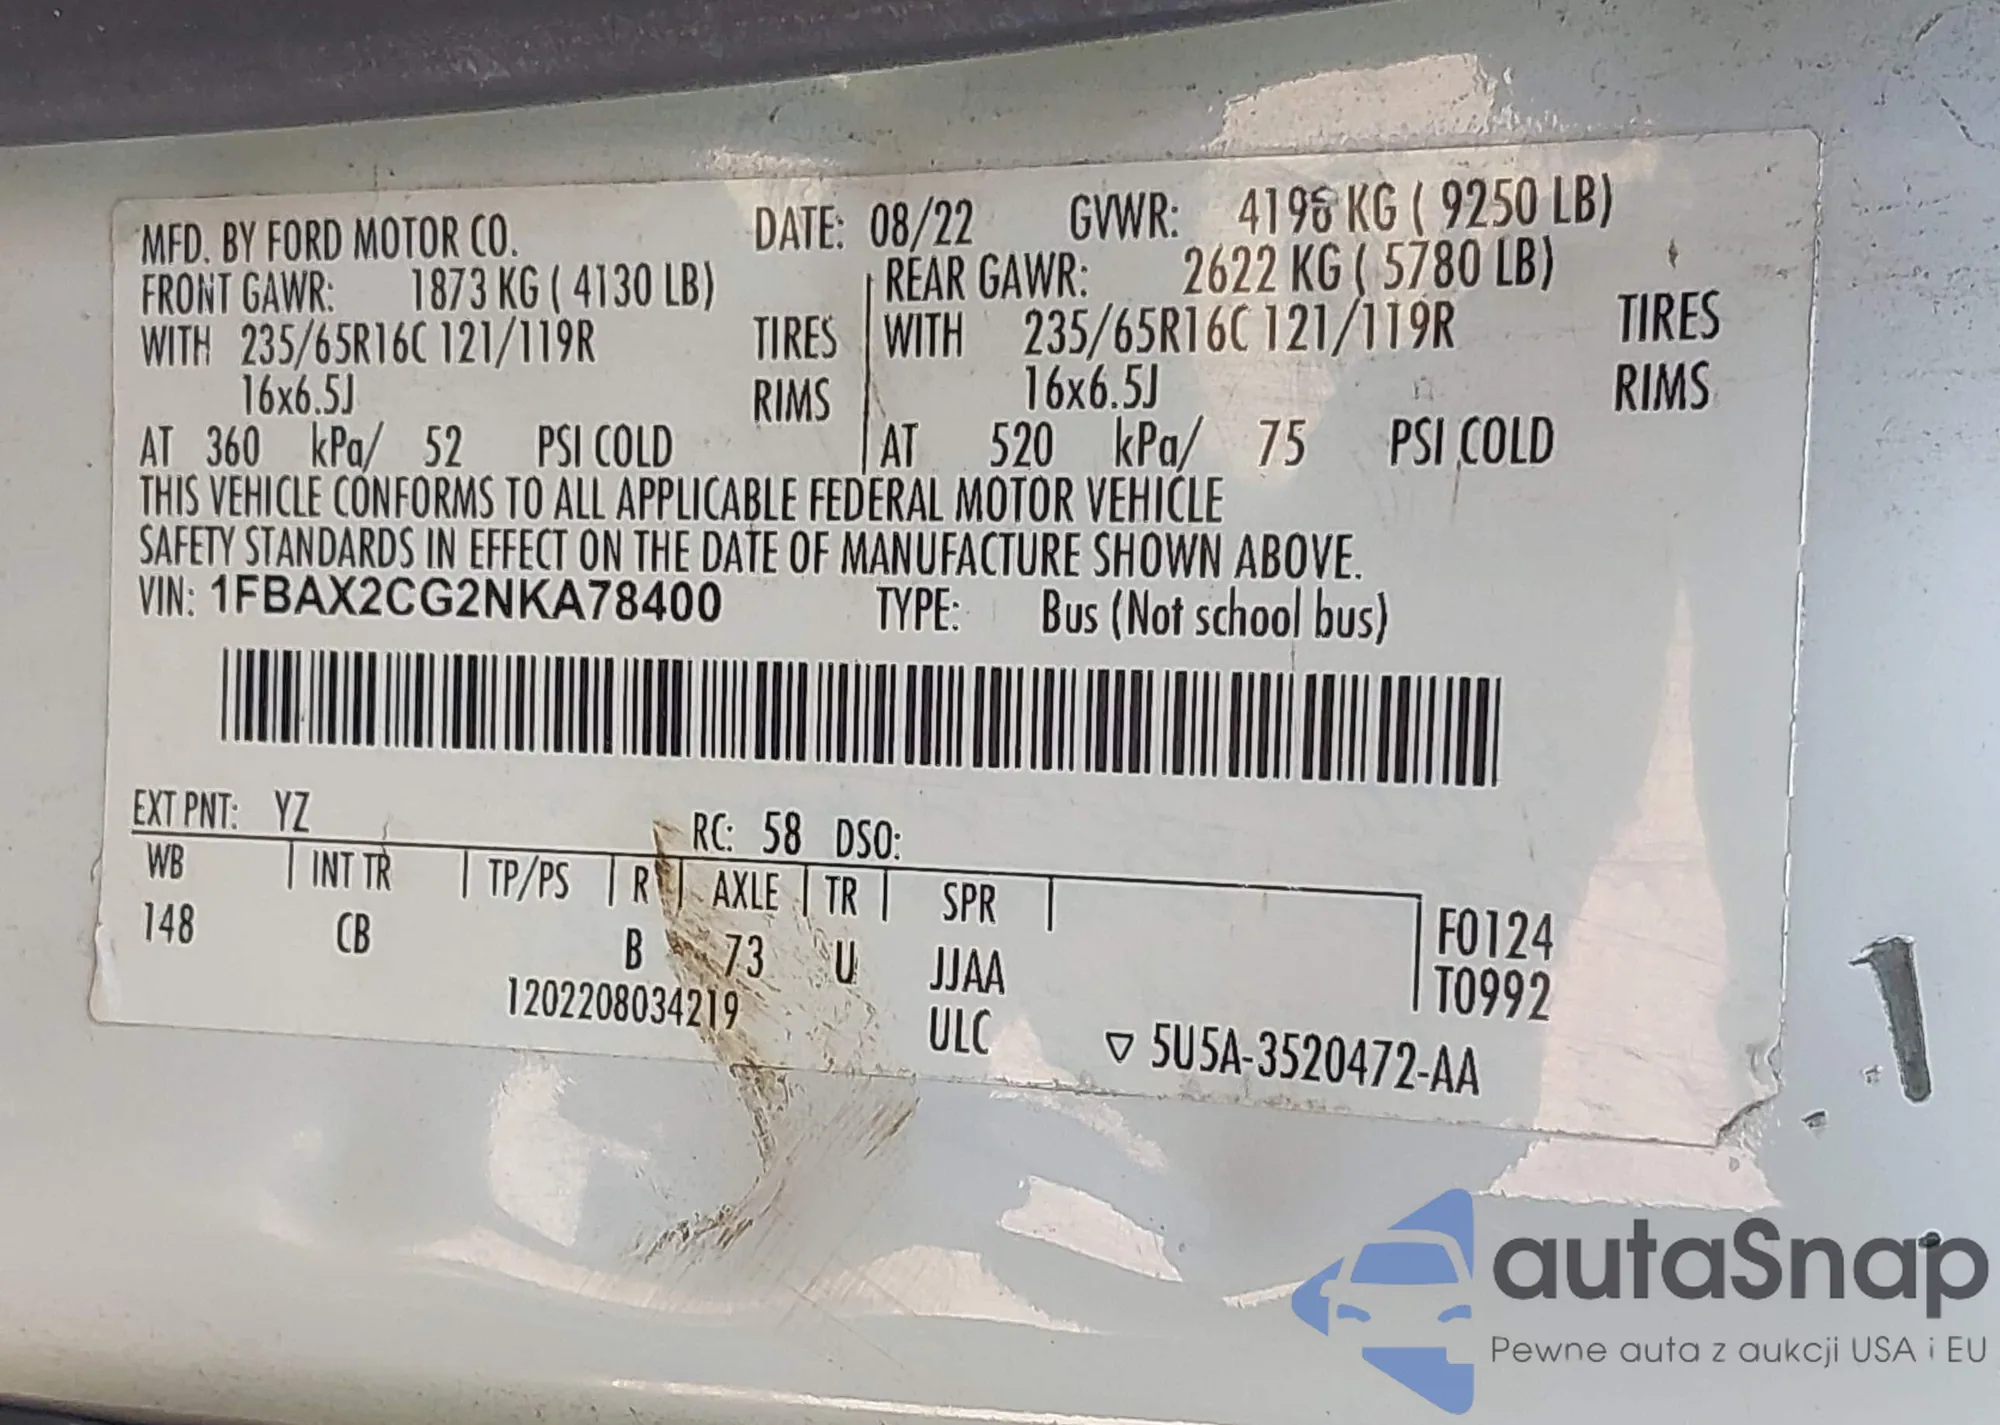 MFD. BY FORD MOTOR CO. DATE: 08/22 GVWR: 4196 KG ( 9250 LB)
FRONT GAWR: 1873 KG ( 4130 LB) REAR GAWR: 2622 KG ( 5780 LB)
WITH 235/65R16C 121/119R TIRES WITH 235/65R16C 121/119R TIRES
16x6.5J RIMS 16x6.5J RIMS
AT 360 kPa/ 52 PSI COLD AT 520 kPa/ 75 PSI COLD
THIS VEHICLE CONFORMS TO ALL APPLICABLE FEDERAL MOTOR VEHICLE
SAFETY STANDARDS IN EFFECT ON THE DATE OF MANUFACTURE SHOWN ABOVE.
VIN: 1FBAX2CG2NKA78400 TYPE: Bus (Not school bus)
EXT PNT: YZ RC: 58 DSO:
WB INT TR TP/PS R AXLE TR SPR
148 CB B 73 U JJAA F0124
1202208034219 ULC T0992
▽ 5U5A-3520472-AA
autaSnap
Pewne auta z aukcji USA i EU